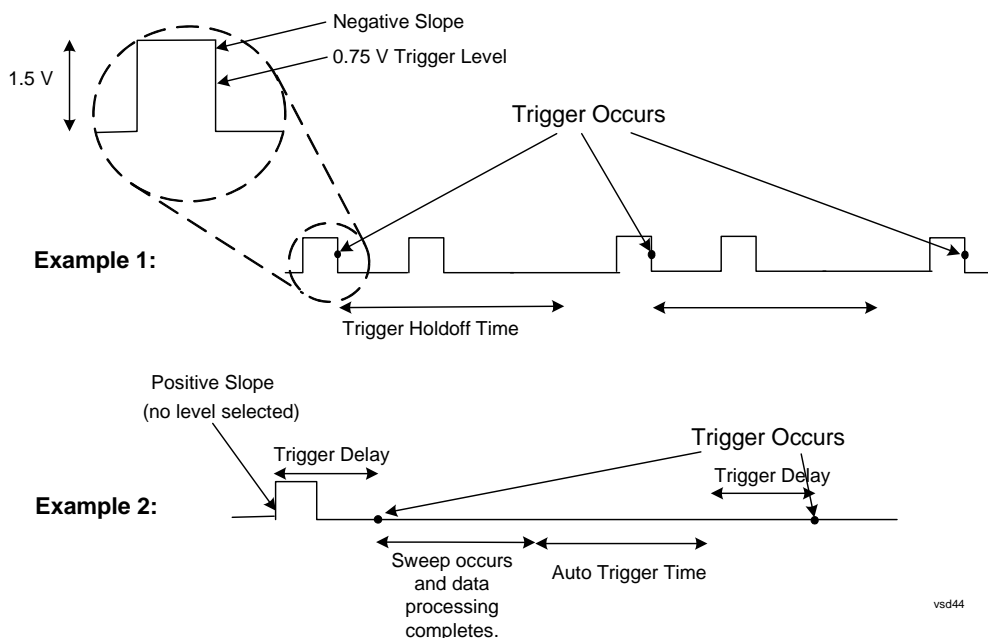 Negative Slope
1.5 V
0.75 V Trigger Level
Trigger Occurs
Example 1:
Trigger Holdoff Time
Positive Slope
(no level selected)
Trigger Delay
Trigger Occurs
Trigger Delay
Example 2:
Sweep occurs
and data
processing
completes.
Auto Trigger Time
vsd44